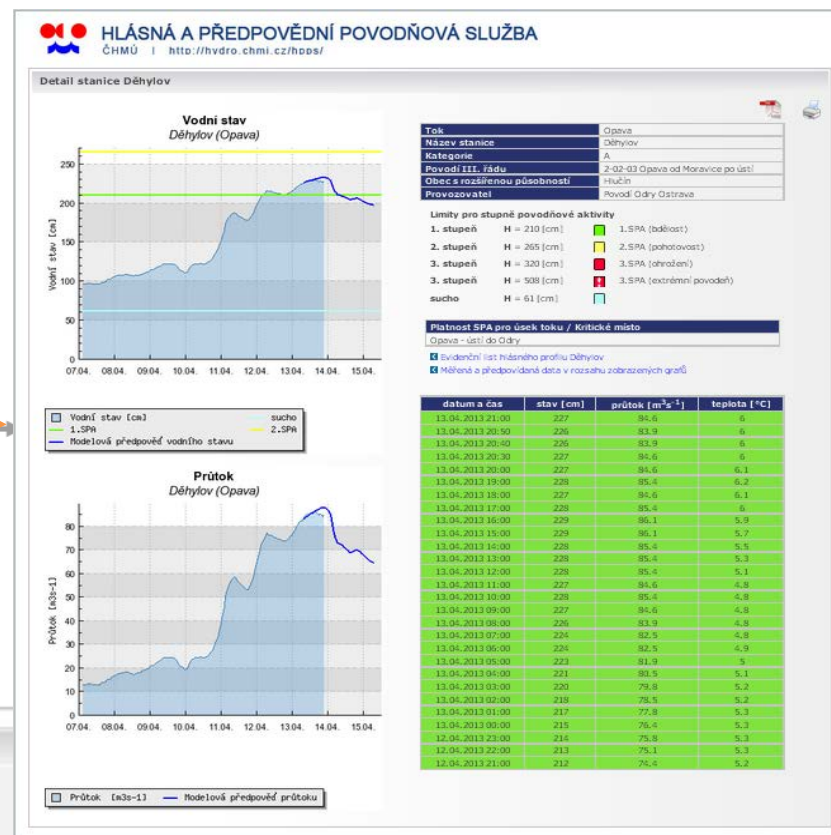 HLÁSNÁ A PŘEDPOVĚDNÍ POVODŇOVÁ SLUŽBA
ČHMÚ | http://hydro.chmi.cz/hpps/
Detail stanice Děhylov
Vodní stav
Děhylov (Opava)
Vodní stav [cm]
250
200
150
100
50
0
07.04. 08.04. 09.04. 10.04. 11.04. 12.04. 13.04. 14.04. 15.04.
Vodní stav [cm] sucho
1.SPA 2.SPA
Modelová předpověď vodního stavu
Průtok
Děhylov (Opava)
Průtok [m3s-1]
80
70
60
50
40
30
20
10
0
07.04. 08.04. 09.04. 10.04. 11.04. 12.04. 13.04. 14.04. 15.04.
Průtok [m3s-1] Modelová předpověď průtoku
Tok Opava
Název stanice Děhylov
Kategorie A
Povodí III. řádu 2-02-03 Opava od Moravice po ústí
Obec s rozšířenou působností Hlučín
Provozovatel Povodí Odry Ostrava
Limity pro stupně povodňové aktivity
1. stupeň H = 210 [cm] 1.SPA (bdělost)
2. stupeň H = 265 [cm] 2.SPA (pohotovost)
3. stupeň H = 320 [cm] 3.SPA (ohrožení)
3. stupeň H = 508 [cm] 3.SPA (extrémní povodeň)
sucho H = 61 [cm]
Platnost SPA pro úsek toku / Kritické místo
Opava - ústí do Odry
Evidenční list hlásného profilu Děhylov
Měřená a předpovídaná data v rozsahu zobrazených grafů
datum a čas stav [cm] průtok [m³s⁻¹] teplota [°C]
13.04.2013 21:00 227 84.6 6
13.04.2013 20:50 226 83.9 6
13.04.2013 20:40 226 83.9 6
13.04.2013 20:30 227 84.6 6
13.04.2013 20:00 227 84.6 6.1
13.04.2013 19:00 228 85.4 6.2
13.04.2013 18:00 227 84.6 6.1
13.04.2013 17:00 228 85.4 6
13.04.2013 16:00 229 86.1 5.9
13.04.2013 15:00 229 86.1 5.7
13.04.2013 14:00 228 85.4 5.5
13.04.2013 13:00 228 85.4 5.3
13.04.2013 12:00 228 85.4 5.1
13.04.2013 11:00 227 84.6 4.8
13.04.2013 10:00 228 85.4 4.8
13.04.2013 09:00 227 84.6 4.8
13.04.2013 08:00 226 83.9 4.8
13.04.2013 07:00 224 82.5 4.8
13.04.2013 06:00 224 82.5 4.9
13.04.2013 05:00 223 81.9 5
13.04.2013 04:00 221 80.5 5.1
13.04.2013 03:00 220 79.8 5.2
13.04.2013 02:00 218 78.5 5.2
13.04.2013 01:00 217 77.8 5.3
13.04.2013 00:00 215 76.4 5.3
12.04.2013 23:00 214 75.8 5.3
12.04.2013 22:00 213 75.1 5.3
12.04.2013 21:00 212 74.4 5.2